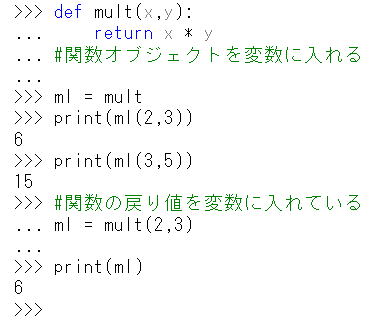 >>> def mult(x,y):
...     return x * y
... #関数オブジェクトを変数に入れる
...
>>> ml = mult
>>> print(ml(2,3))
6
>>> print(ml(3,5))
15
>>> #関数の戻り値を変数に入れている
... ml = mult(2,3)
...
>>> print(ml)
6
>>>